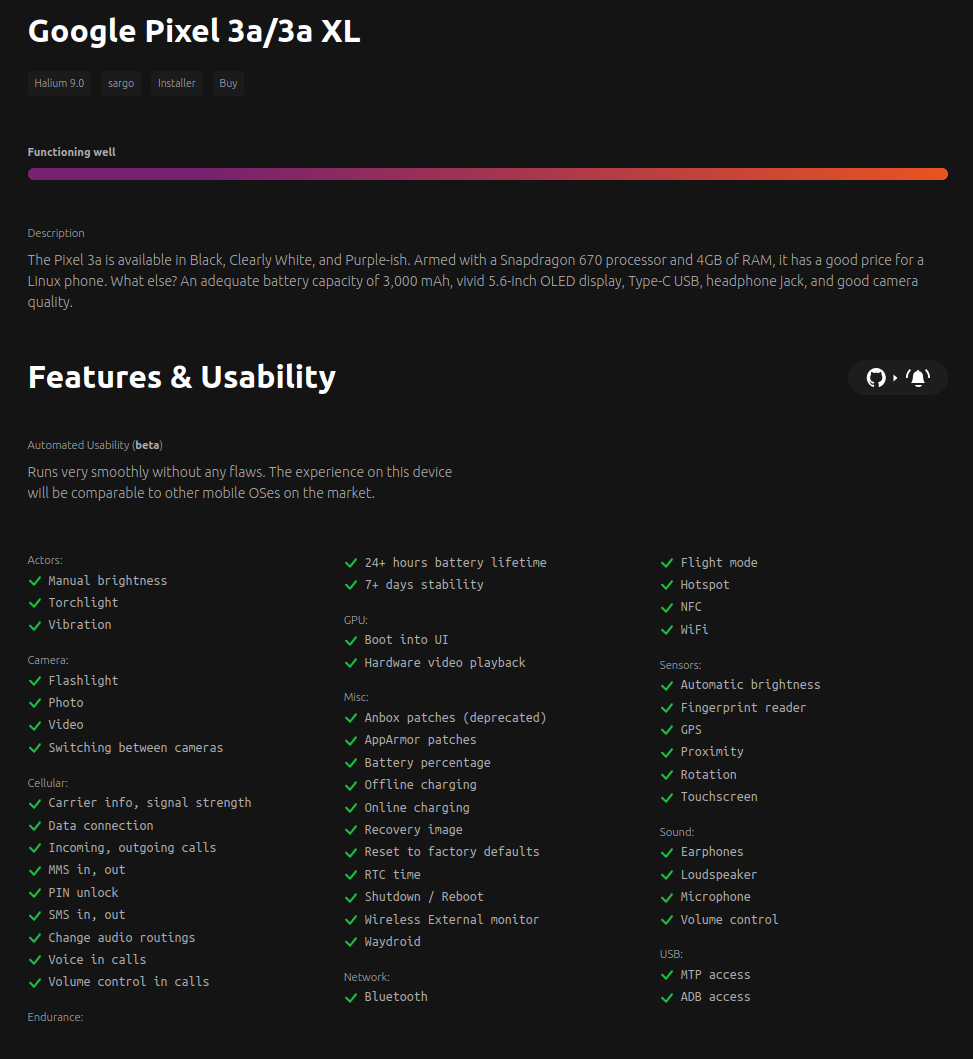 Google Pixel 3a/3a XL
Halium 9.0 sargo Installer Buy
Functioning well
Description
The Pixel 3a is available in Black, Clearly White, and Purple-ish. Armed with a Snapdragon 670 processor and 4GB of RAM, it has a good price for a
Linux phone. What else? An adequate battery capacity of 3,000 mAh, vivid 5.6-inch OLED display, Type-C USB, headphone jack, and good camera
quality.
Features & Usability
Automated Usability (beta)
Runs very smoothly without any flaws. The experience on this device
will be comparable to other mobile OSes on the market.
Actors:
Manual brightness
Torchlight
Vibration
Camera:
Flashlight
Photo
Video
Switching between cameras
Cellular:
Carrier info, signal strength
Data connection
Incoming, outgoing calls
MMS in, out
PIN unlock
SMS in, out
Change audio routings
Voice in calls
Volume control in calls
Endurance:
24+ hours battery lifetime
7+ days stability
GPU:
Boot into UI
Hardware video playback
Misc:
Anbox patches (deprecated)
AppArmor patches
Battery percentage
Offline charging
Online charging
Recovery image
Reset to factory defaults
RTC time
Shutdown / Reboot
Wireless External monitor
Waydroid
Network:
Bluetooth
Flight mode
Hotspot
NFC
WiFi
Sensors:
Automatic brightness
Fingerprint reader
GPS
Proximity
Rotation
Touchscreen
Sound:
Earphones
Loudspeaker
Microphone
Volume control
USB:
MTP access
ADB access